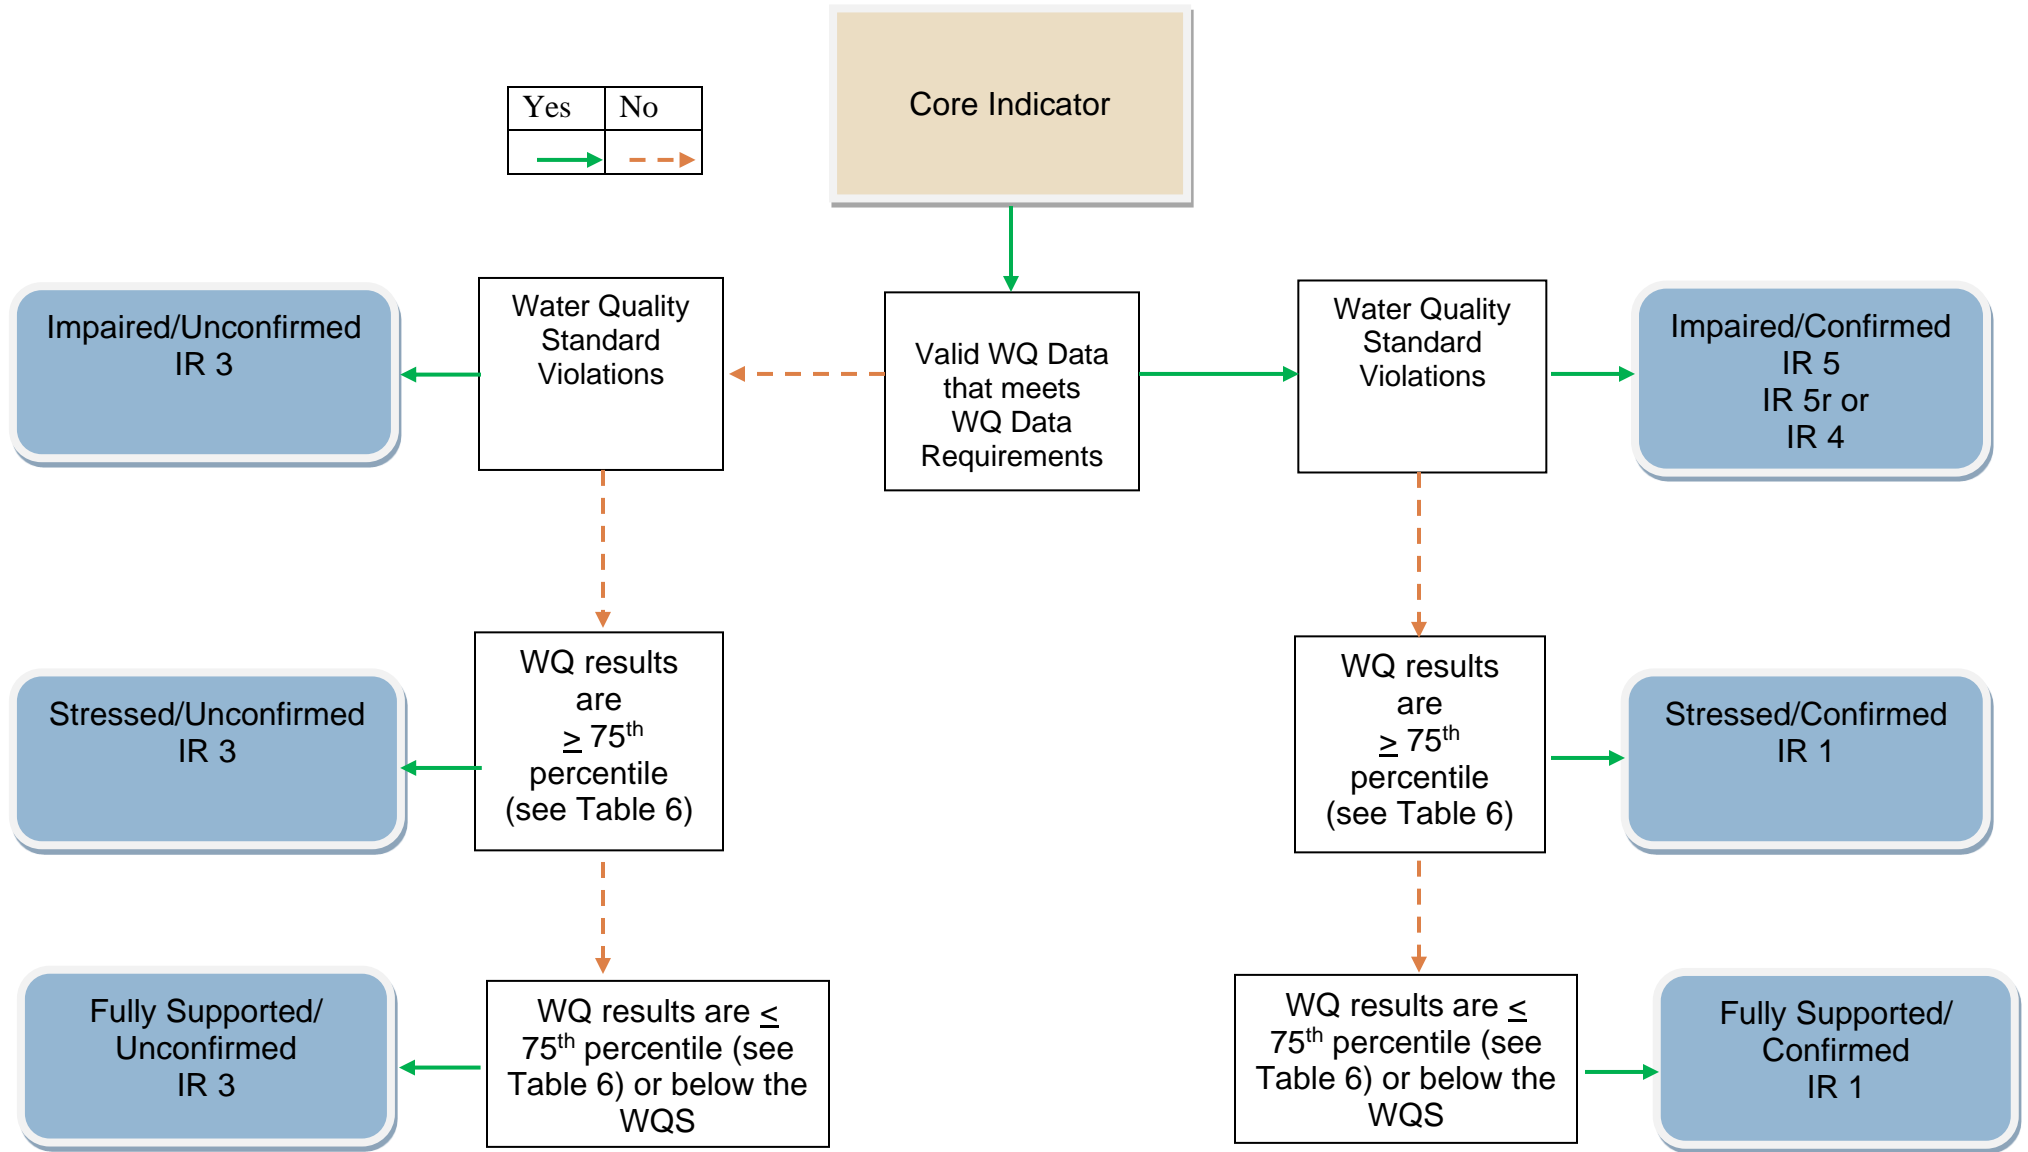 Core Indicator
Yes No
Impaired/Unconfirmed
IR 3
Water Quality
Standard
Violations
Valid WQ Data
that meets
WQ Data
Requirements
Water Quality
Standard
Violations
Impaired/Confirmed
IR 5
IR 5r or
IR 4
Stressed/Unconfirmed
IR 3
WQ results
are
≥ 75th
percentile
(see Table 6)
WQ results
are
≥ 75th
percentile
(see Table 6)
Stressed/Confirmed
IR 1
Fully Supported/
Unconfirmed
IR 3
WQ results are ≤
75th percentile (see
Table 6) or below the
WQS
WQ results are ≤
75th percentile (see
Table 6) or below the
WQS
Fully Supported/
Confirmed
IR 1